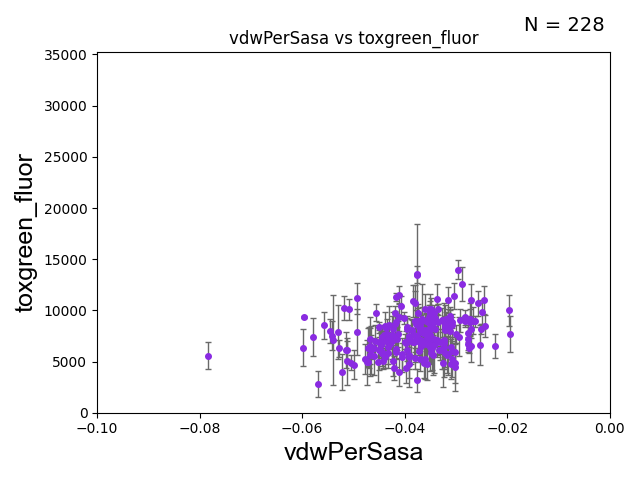 N = 228
vdwPerSasa vs toxgreen_fluor
35000
30000
25000
20000
15000
10000
5000
0
toxgreen_fluor
−0.10 −0.08 −0.06 −0.04 −0.02 0.00
vdwPerSasa